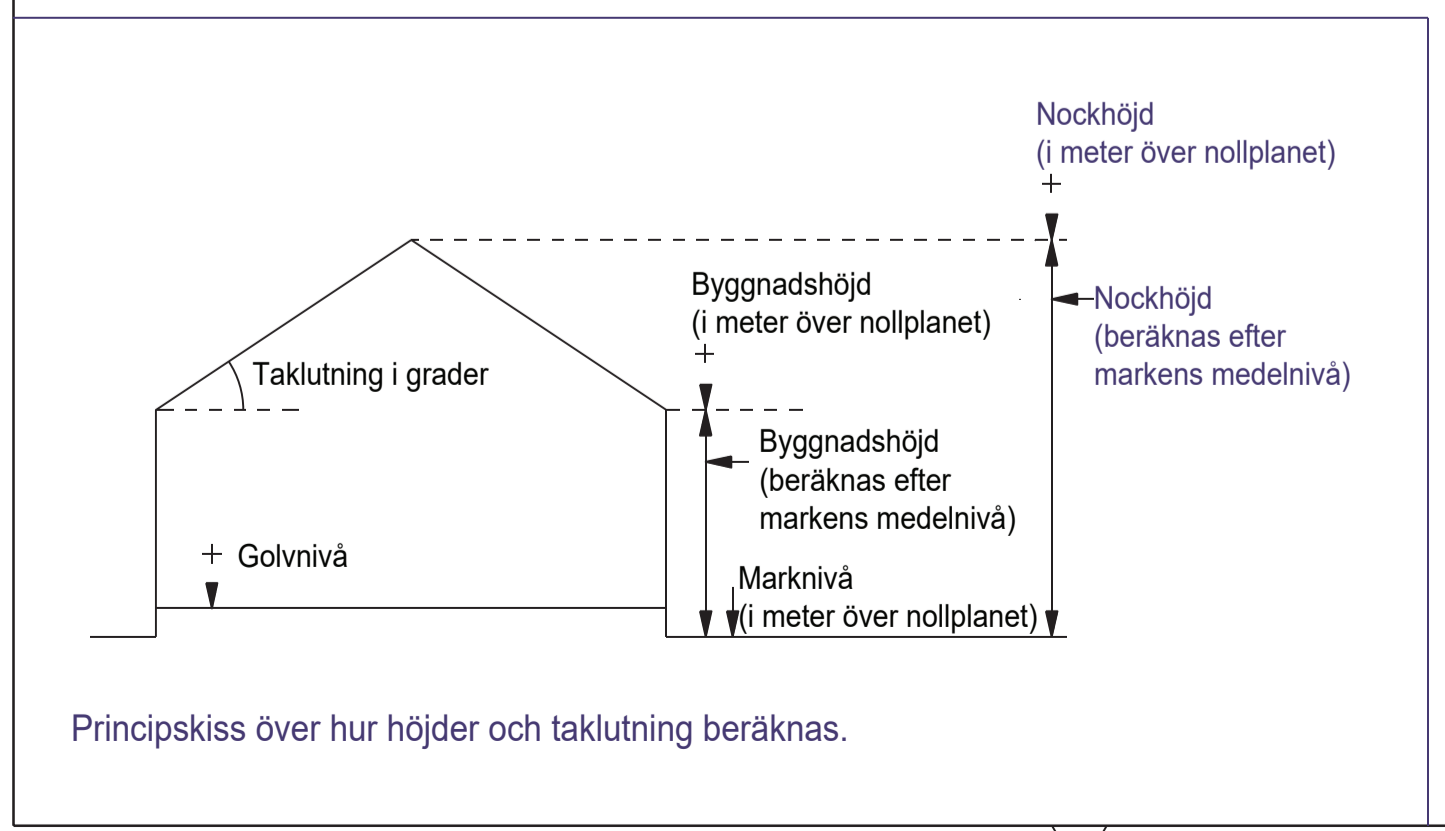 Nockhöjd
(i meter över nollplanet)
+
Byggnadshöjd
(i meter över nollplanet)
+
Nockhöjd
(beräknas efter
markens medelnivå)
Taklutning i grader
Byggnadshöjd
(beräknas efter
markens medelnivå)
+ Golvnivå
Marknivå
(i meter över nollplanet)
Principskiss över hur höjder och taklutning beräknas.